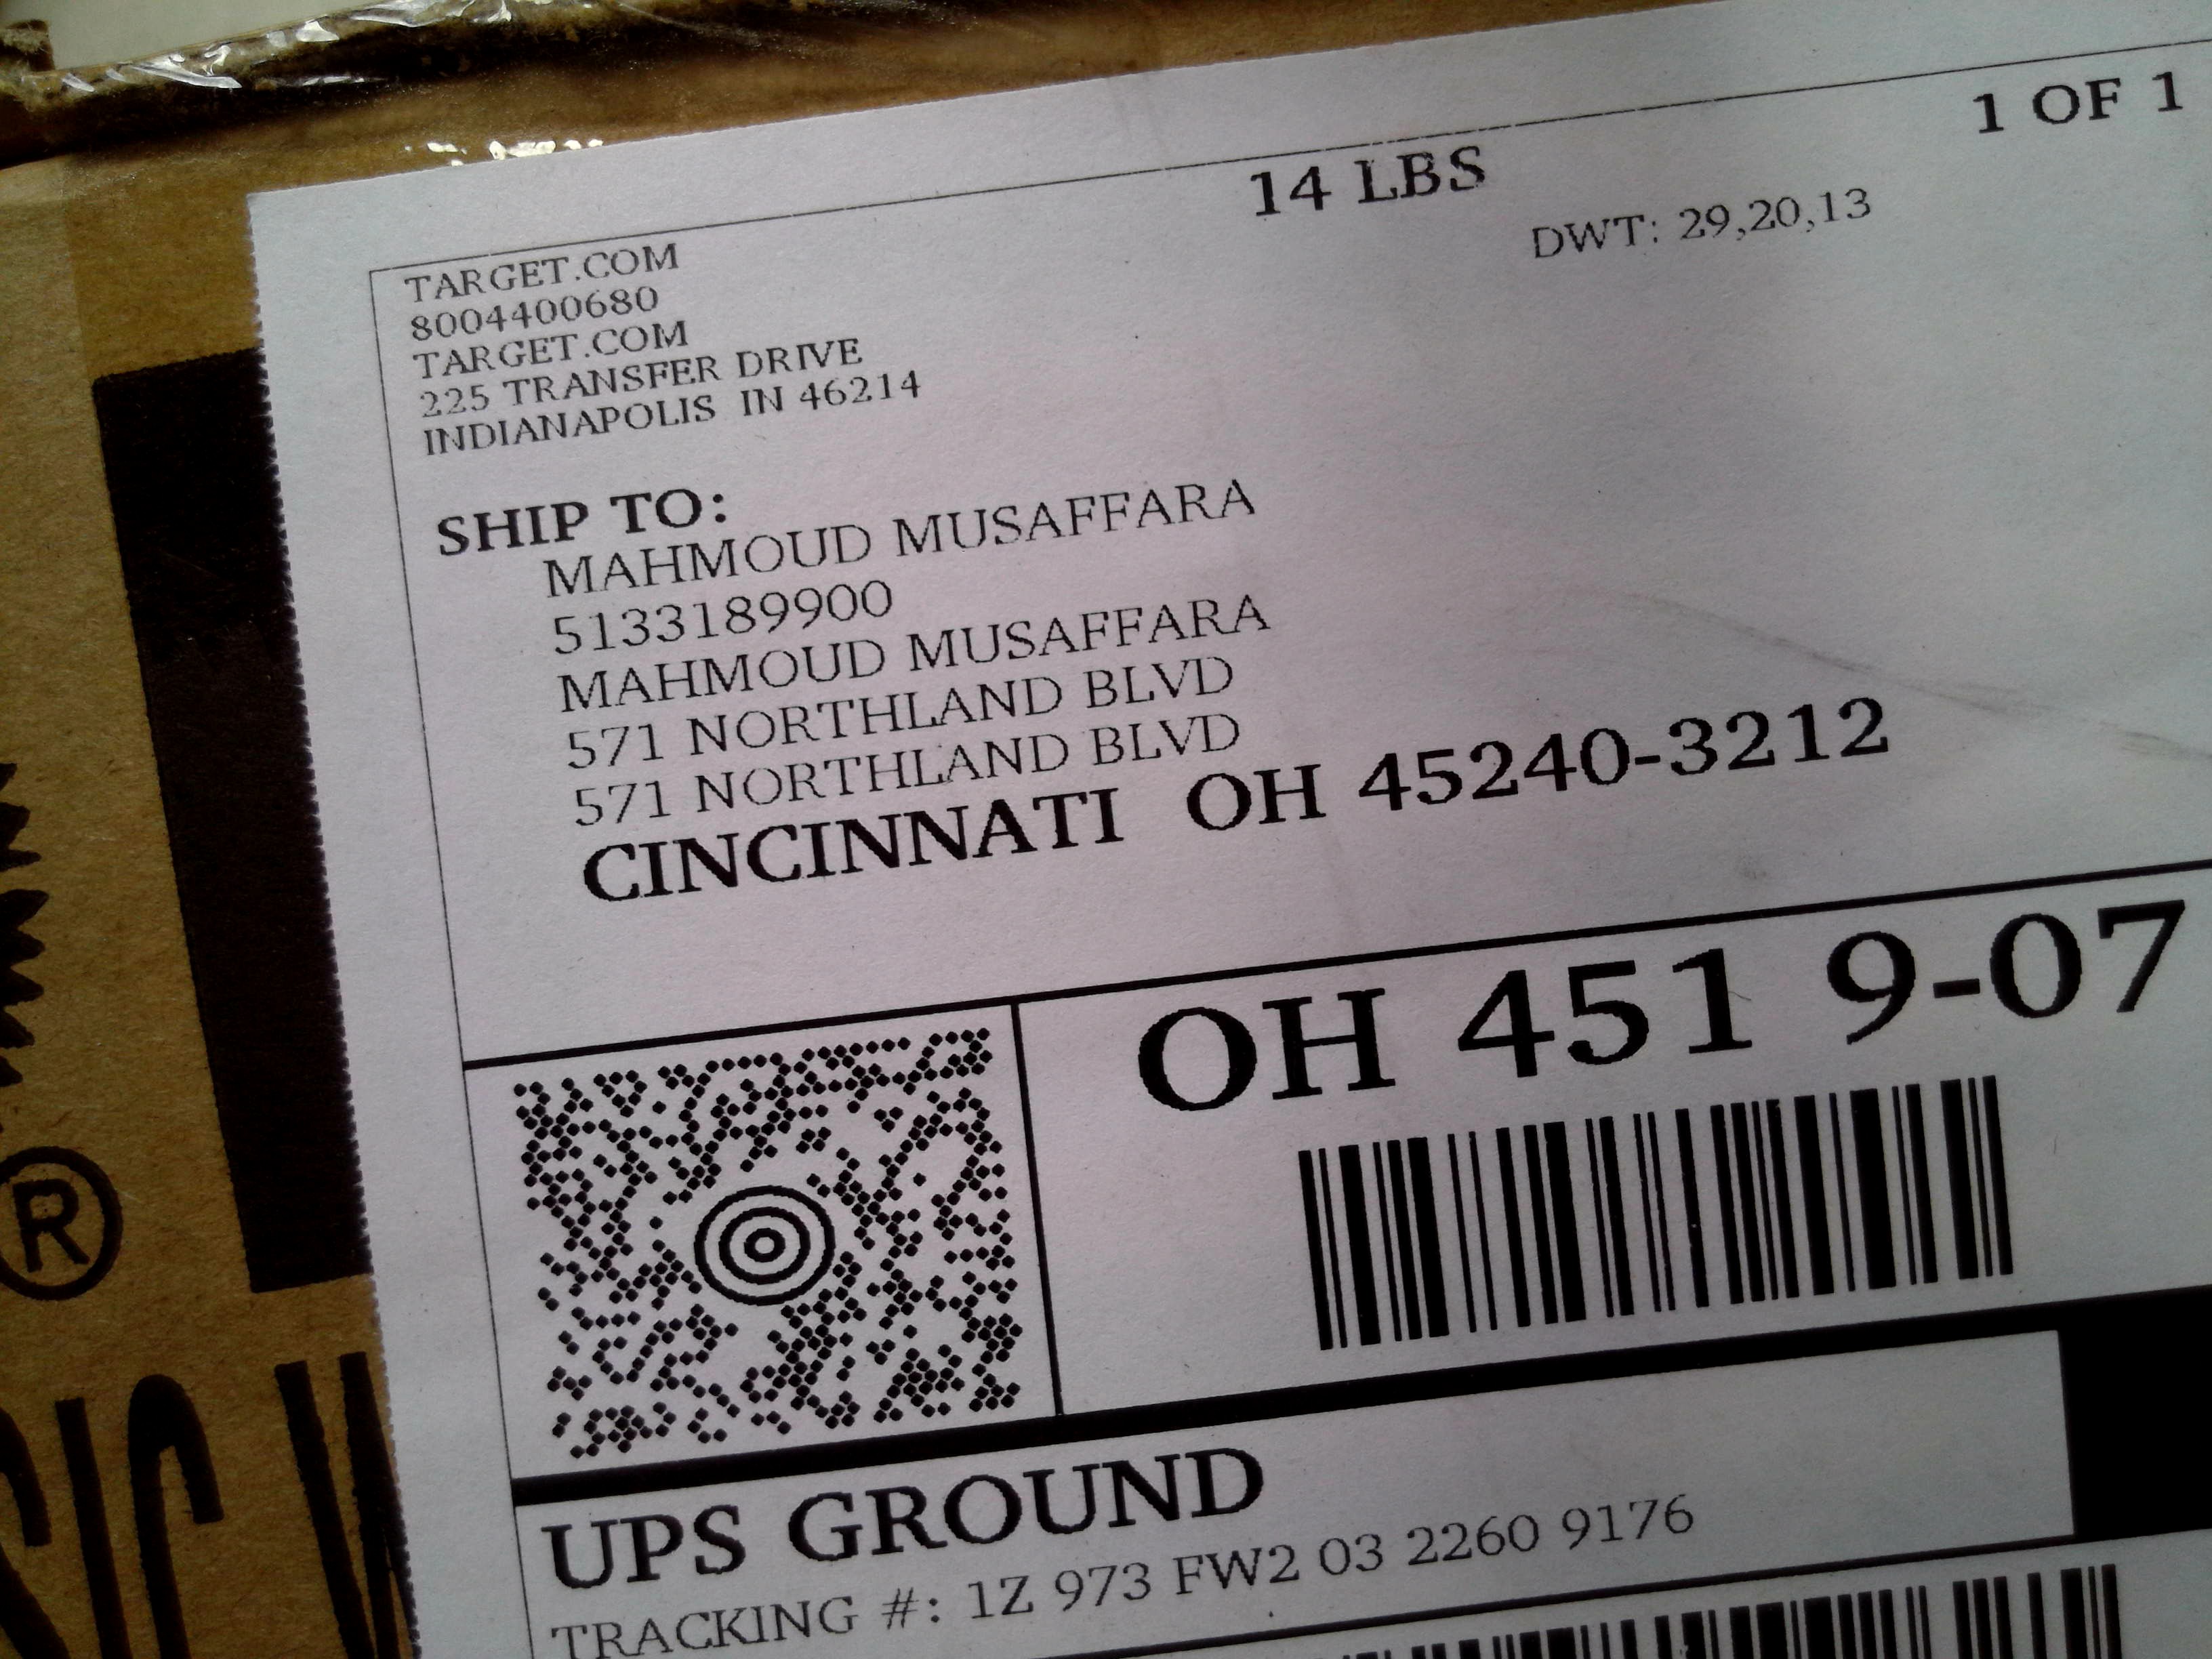 1 OF 1
14 LBS
DWT: 29,20,13
TARGET.COM
8004400680
TARGET.COM
225 TRANSFER DRIVE
INDIANAPOLIS IN 46214
SHIP TO:
MAHMOUD MUSAFFARA
5133189900
MAHMOUD MUSAFFARA
571 NORTHLAND BLVD
571 NORTHLAND BLVD
CINCINNATI OH 45240-3212
OH 451 9-07
UPS GROUND
TRACKING #: 1Z 973 FW2 03 2260 9176
®